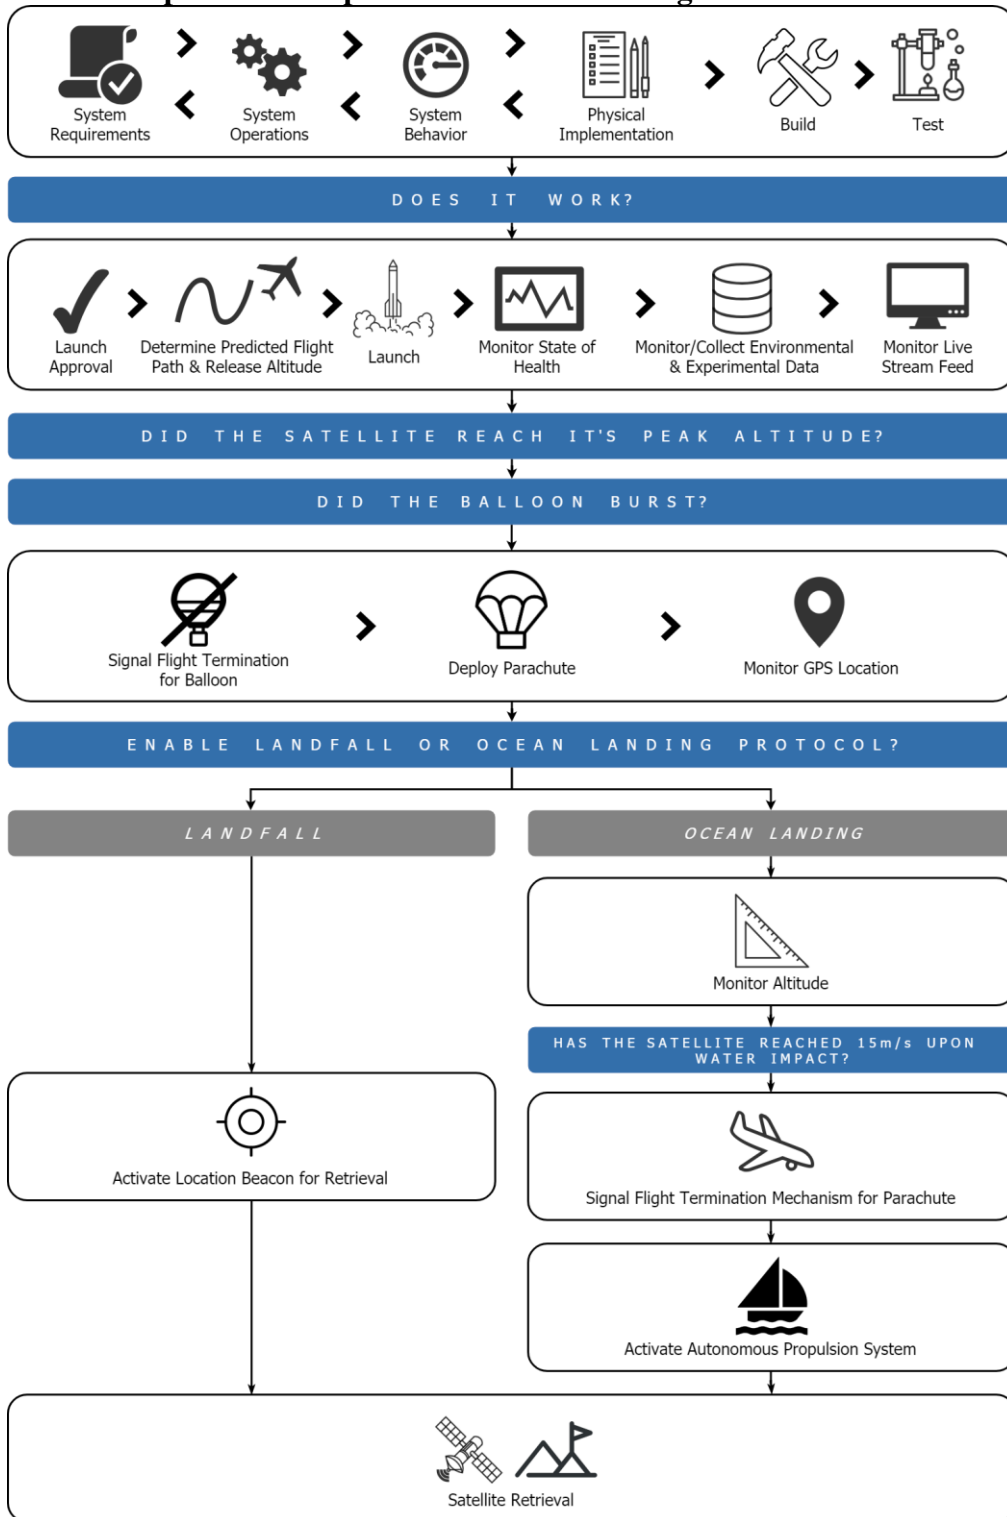 System
Requirements
System
Operations
System
Behavior
Physical
Implementation
Build
Test
DOES IT WORK?
Launch
Approval
Determine Predicted Flight
Path & Release Altitude
Launch
Monitor State of
Health
Monitor/Collect Environmental
& Experimental Data
Monitor Live
Stream Feed
DID THE SATELLITE REACH IT'S PEAK ALTITUDE?
DID THE BALLOON BURST?
Signal Flight Termination
for Balloon
Deploy Parachute
Monitor GPS Location
ENABLE LANDFALL OR OCEAN LANDING PROTOCOL?
LANDFALL
OCEAN LANDING
Monitor Altitude
HAS THE SATELLITE REACHED 15m/s UPON
WATER IMPACT?
Activate Location Beacon for Retrieval
Signal Flight Termination Mechanism for Parachute
Activate Autonomous Propulsion System
Satellite Retrieval